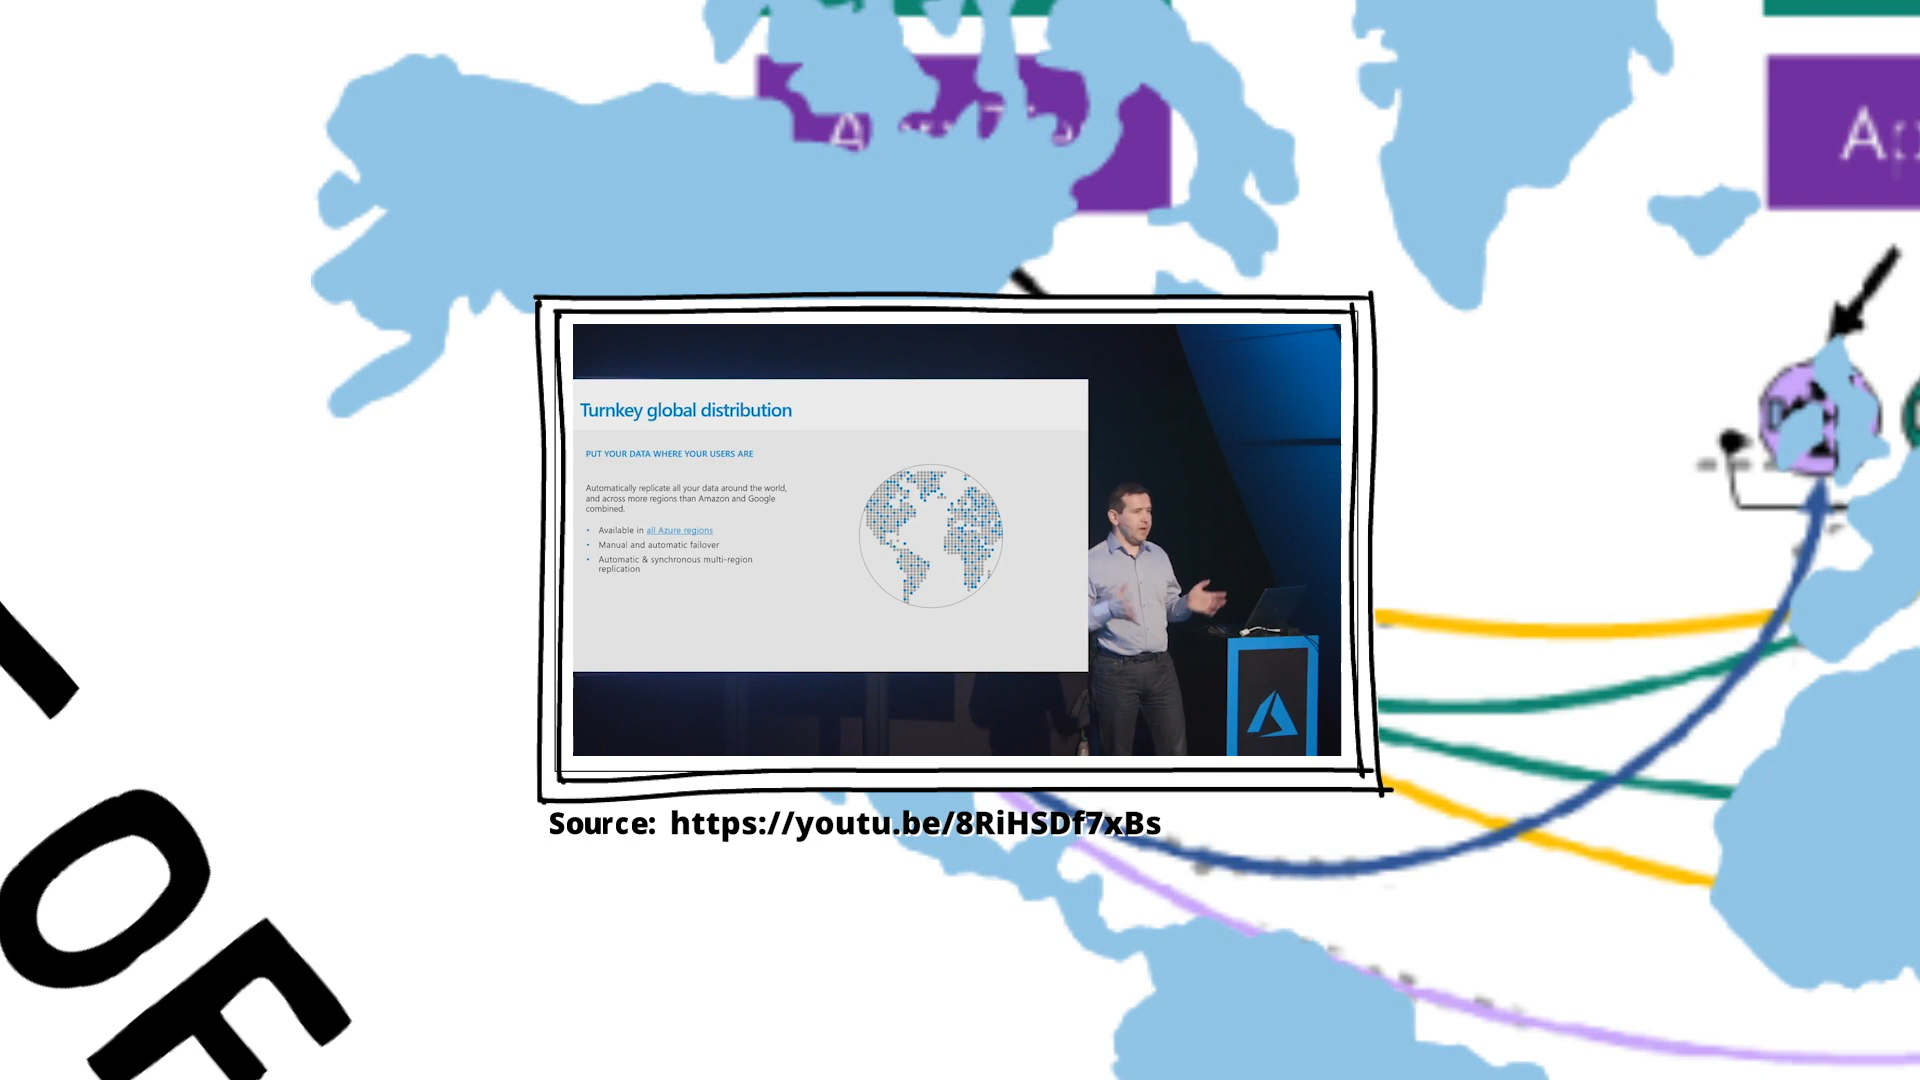 Turnkey global distribution
PUT YOUR DATA WHERE YOUR USERS ARE
Automatically replicate all your data around the world,
and across more regions than Amazon and Google
combined.
• Available in all Azure regions
• Manual and automatic failover
• Automatic & synchronous multi-region
replication
Source: https://youtu.be/8RiHSDf7xBs
OF